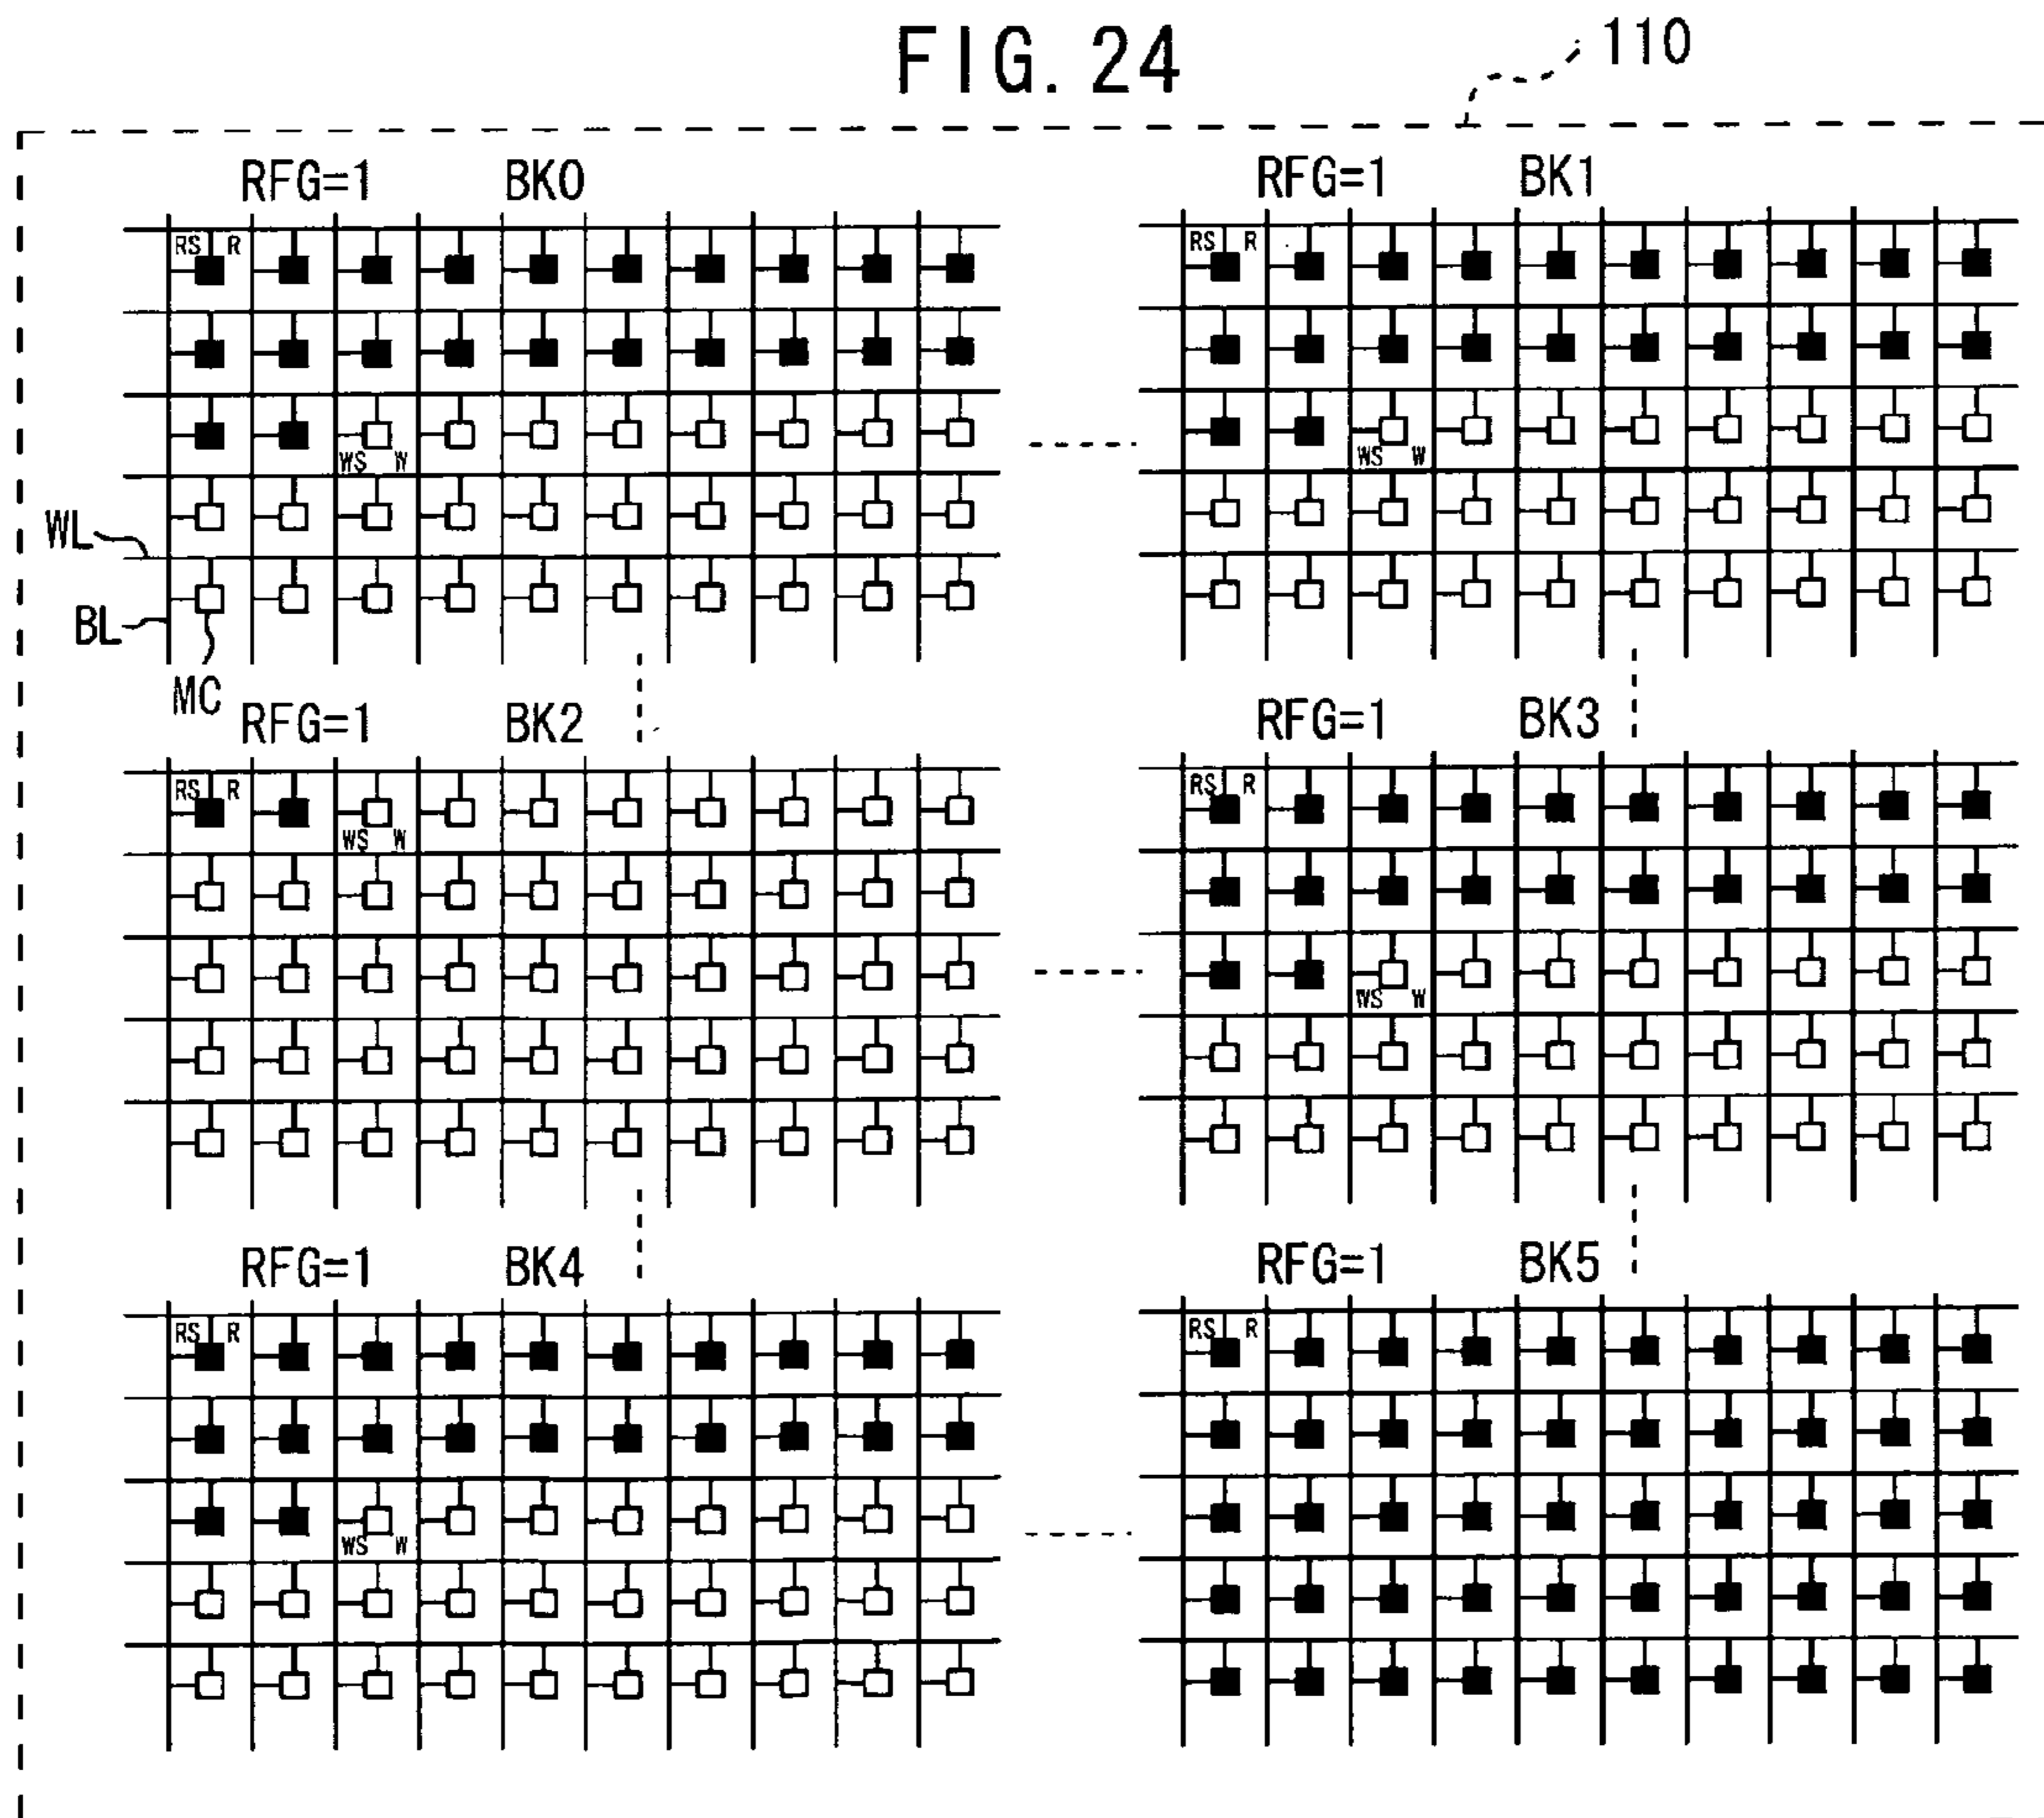 FIG. 24
110
RFG=1 BK0
RFG=1 BK1
RS R
RS R
WS W
WS W
WL
BL
MC
RFG=1 BK2
RFG=1 BK3
RS R
RS R
WS W
WS W
RFG=1 BK4
RFG=1 BK5
RS R
RS R
WS W